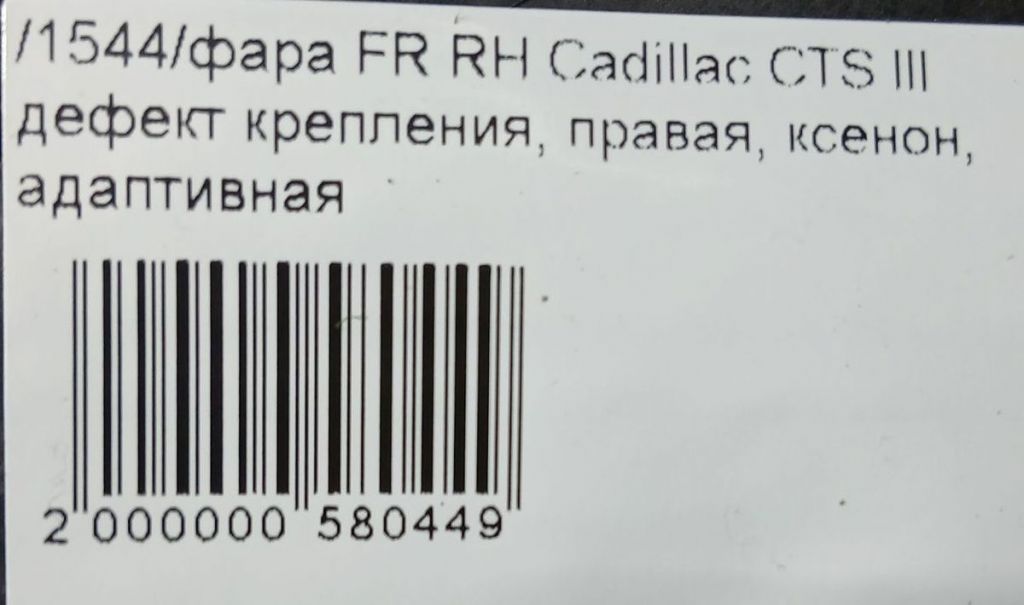 /1544/фара FR RH Cadillac CTS III
дефект крепления, правая, ксенон,
адаптивная
2 000000 580449